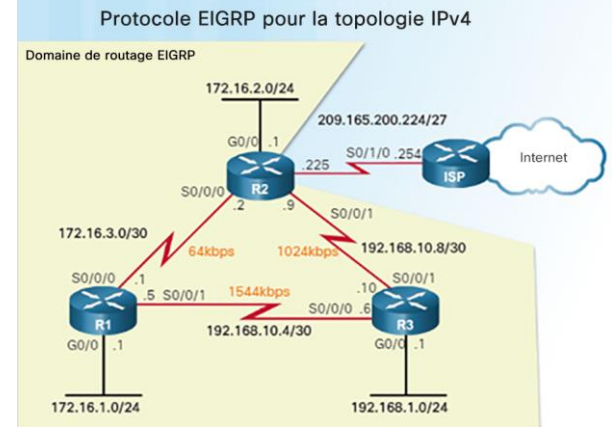 Protocole EIGRP pour la topologie IPv4
Domaine de routage EIGRP
172.16.2.0/24
209.165.200.224/27
G0/0 .1
.225 S0/1/0 .254
Internet
ISP
R2
S0/0/0 .2 .9 S0/0/1
172.16.3.0/30
64kbps
1024kbps
192.168.10.8/30
S0/0/0 .1
.10 S0/0/1
.5 S0/0/1
1544kbps
S0/0/0 .6
R1
R3
192.168.10.4/30
G0/0 .1
G0/0 .1
172.16.1.0/24
192.168.1.0/24